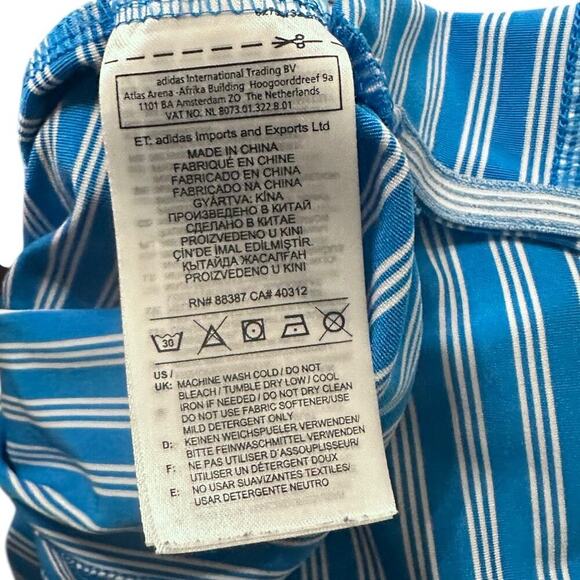 adidas International Trading BV
Atlas Arena -Afrika Building Hoogoorddreef 9a
1101 BA Amsterdam ZO The Netherlands
VAT NO: NL 8073.01.322.B.01
ET: adidas Imports and Exports Ltd
MADE IN CHINA
FABRIQUÉ EN CHINE
FABRICADO EN CHINA
FABRICADO NA CHINA
GYÁRTVA: KÍNA
ПРОИЗВЕДЕНО В КИТАЙ
СДЕЛАНО В КИТАЕ
PROIZVEDENO U KINI
ÇİN'DE İMAL EDİLMİŞTİR.
ҚЫТАЙДА ЖАСАЛҒАН
PROIZVEDENO U KINI
RN# 88387 CA# 40312
30
US /
UK: MACHINE WASH COLD / DO NOT
BLEACH / TUMBLE DRY LOW / COOL
IRON IF NEEDED / DO NOT DRY CLEAN
DO NOT USE FABRIC SOFTENER/USE
MILD DETERGENT ONLY
D: KEINEN WEICHSPUELER VERWENDEN/
BITTE FEINWASCHMITTEL VERWENDEN
F: NE PAS UTILISER D'ASSOUPLISSEUR/
UTILISER UN DÉTERGENT DOUX
E: NO USAR SUAVIZANTES TEXTILES/
USAR DETERGENTE NEUTRO